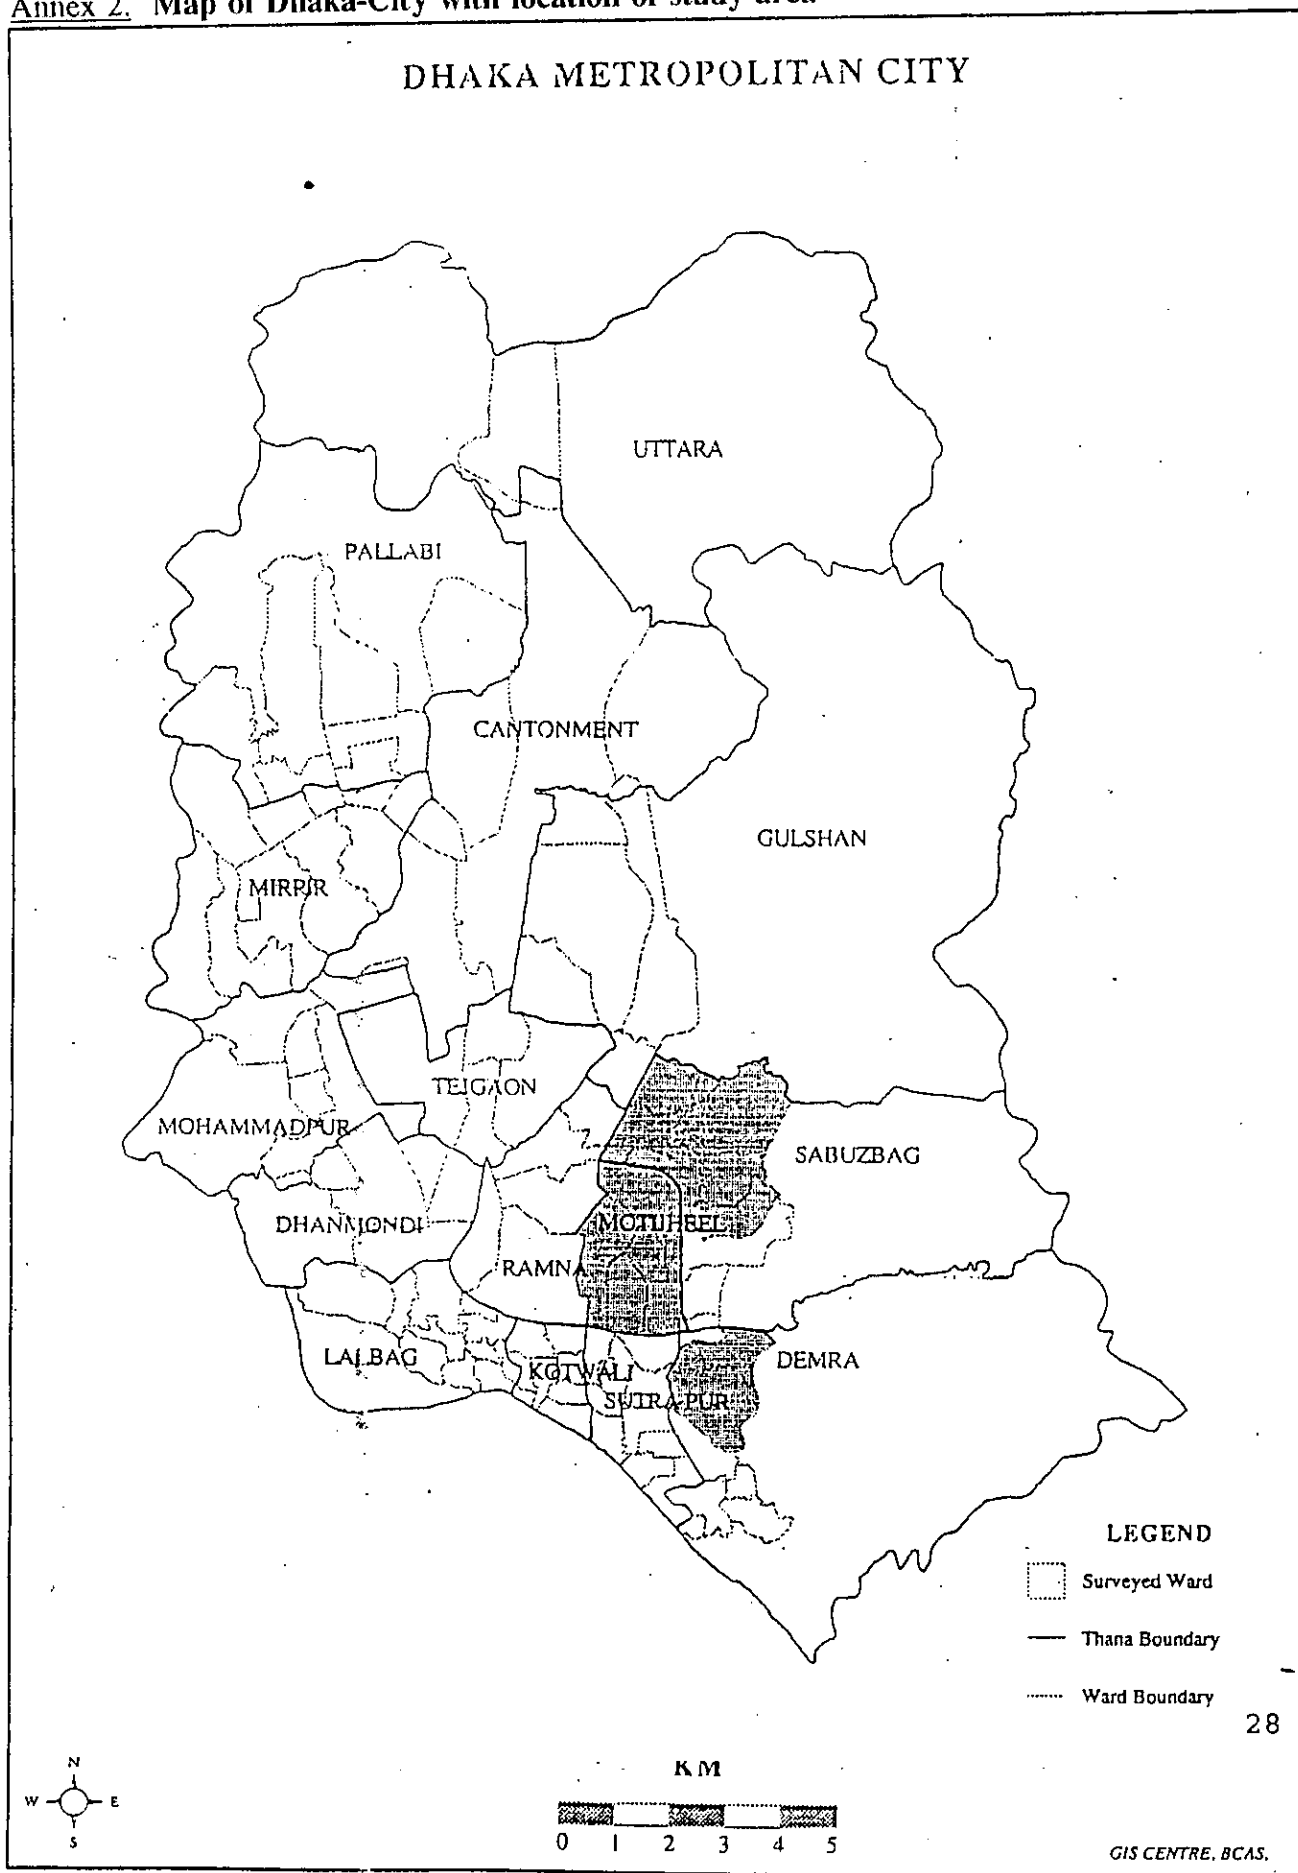 Annex 2. Map of Dhaka-City with location of study area
DHAKA METROPOLITAN CITY
UTTARA
PALLABI
CANTONMENT
GULSHAN
MIRPIR
TEJGAON
MOHAMMADPUR
SABUZBAG
DHANMONDI
MOTIJHEEL
RAMNA
LALBAG
KOTWALI
DEMRA
SUTRAPUR
LEGEND
Surveyed Ward
Thana Boundary
Ward Boundary
28
N
W E
S
KM
0 1 2 3 4 5
GIS CENTRE, BCAS.